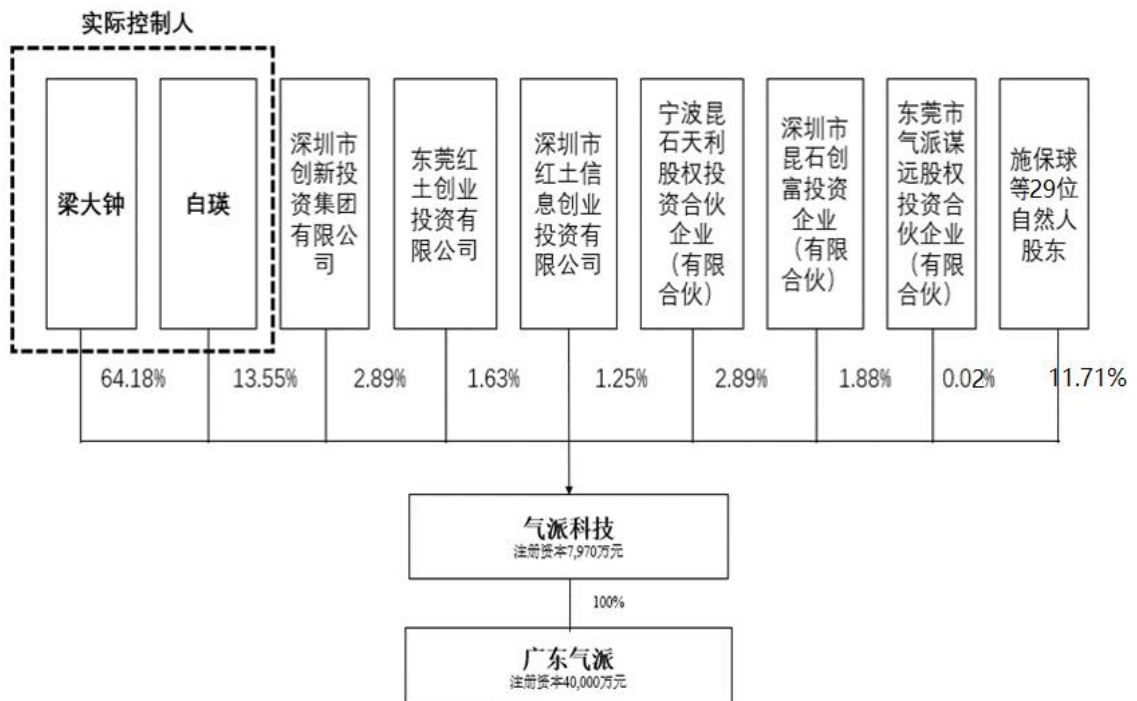 实际控制人
梁大钟
白瑛
深圳市
创新投
资集团
有限公
司
东莞红
土创业
投资有
限公司
深圳市
红土信
息创业
投资有
限公司
宁波昆
石天利
股权投
资合伙
企业
（有限
合伙）
深圳市
昆石创
富投资
企业
（有限
合伙）
东莞市
气派谋
远股权
投资合
伙企业
（有限
合伙）
施保球
等29位
自然人
股东
64.18%
13.55%
2.89%
1.63%
1.25%
2.89%
1.88%
0.02%
11.71%
气派科技
注册资本7,970万元
100%
广东气派
注册资本40,000万元